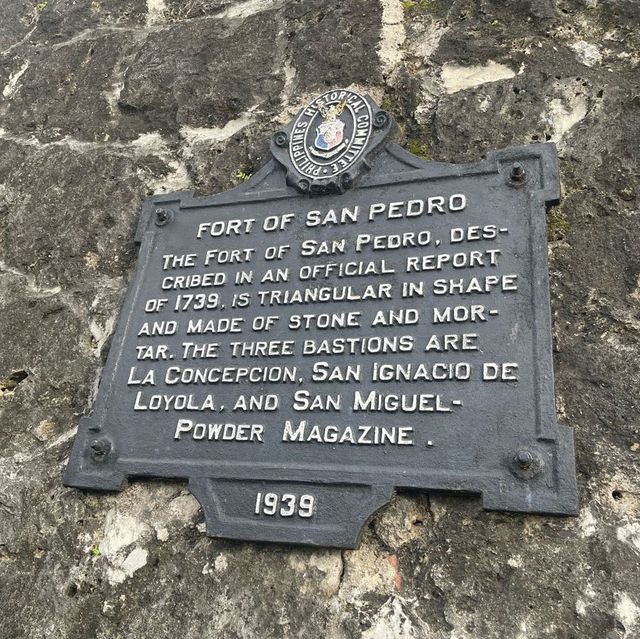 PHILIPPINES HISTORICAL COMMITTEE
FORT OF SAN PEDRO
THE FORT OF SAN PEDRO, DES-
CRIBED IN AN OFFICIAL REPORT
OF 1739, IS TRIANGULAR IN SHAPE
AND MADE OF STONE AND MOR-
TAR. THE THREE BASTIONS ARE
LA CONCEPCION, SAN IGNACIO DE
LOYOLA, AND SAN MIGUEL-
POWDER MAGAZINE.
1939